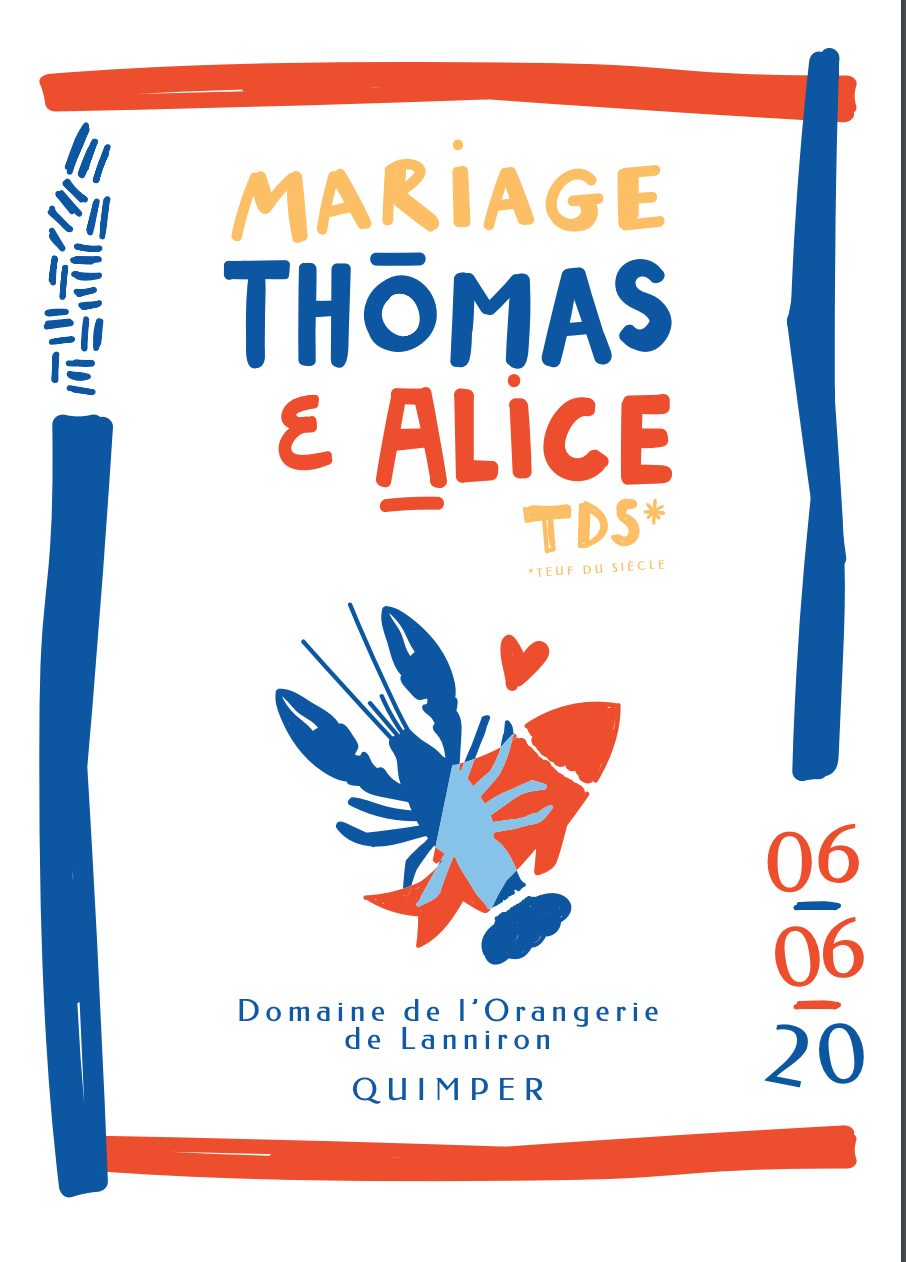 MARiAGE
THŌMAS
& ALiCE
TDS*
*TEUF DU SIÈCLE
Domaine de l'Orangerie
de Lanniron
QUIMPER
06
06
20